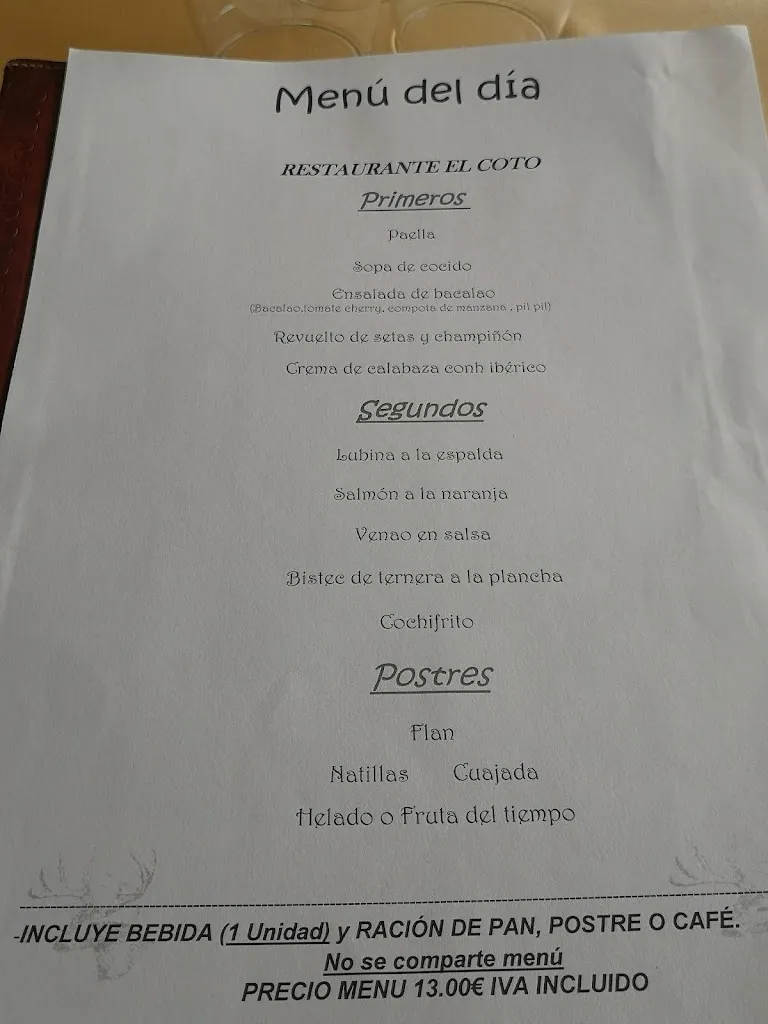 Menú del día
RESTAURANTE EL COTO
Primeros
Paella
Sopa de cocido
Ensalada de bacalao
(Bacalao,tomate cherry, compota de manzana , pil pil)
Revuelto de setas y champiñón
Crema de calabaza conh ibérico
Segundos
Lubina a la espalda
Salmón a la naranja
Venao en salsa
Bistec de ternera a la plancha
Cochifrito
Postres
Flan
Natillas Cuajada
Helado o Fruta del tiempo
-INCLUYE BEBIDA (1 Unidad) y RACIÓN DE PAN, POSTRE O CAFÉ.
No se comparte menú
PRECIO MENU 13.00€ IVA INCLUIDO